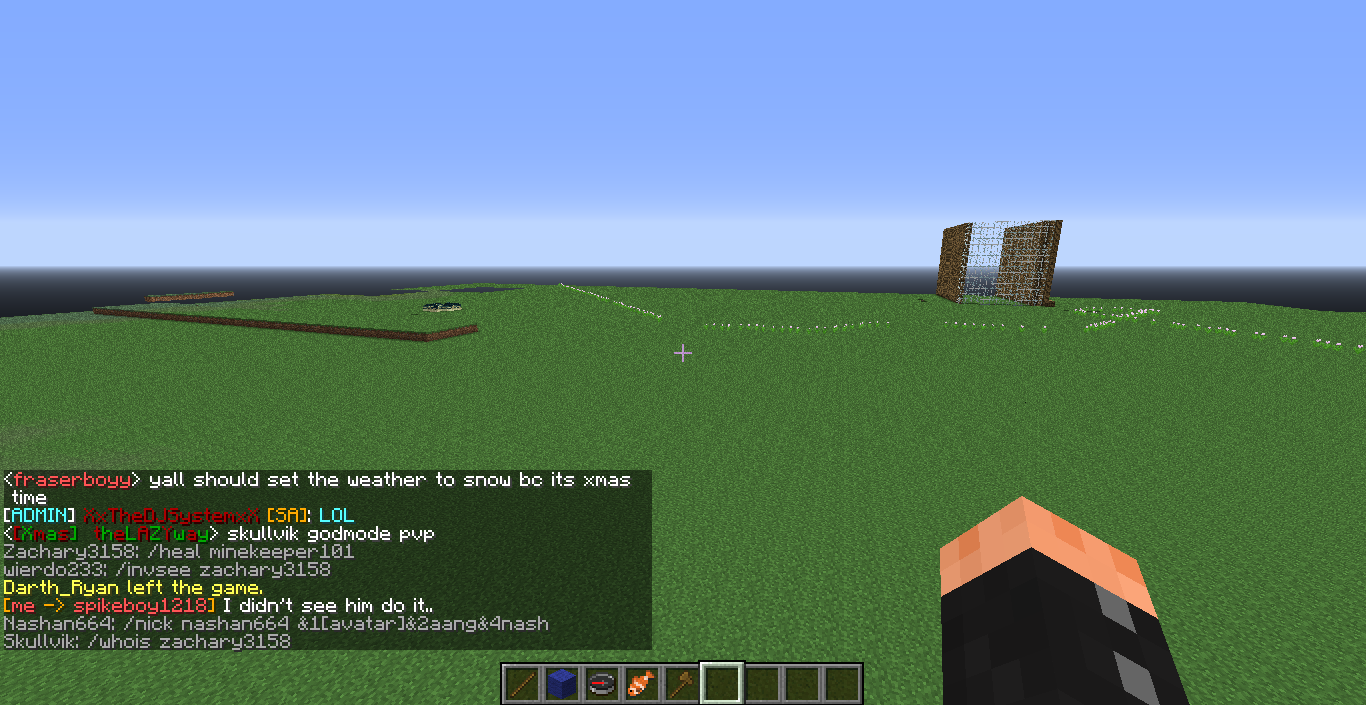 <fraserboyy> yall should set the weather to snow bc its xmas
time
[ADMIN] XxTheDJSystemxX [SA]: LOL
<[Xmas] theLAZYway> skullvik godmode pvp
Zachary3158: /heal minekeeper101
wierdo233: /invsee zachary3158
Darth_Ryan left the game.
[me -> spikeboy1218] I didn't see him do it..
Nashan664: /nick nashan664 &1[avatar]&2aang&4nash
Skullvik: /whois zachary3158